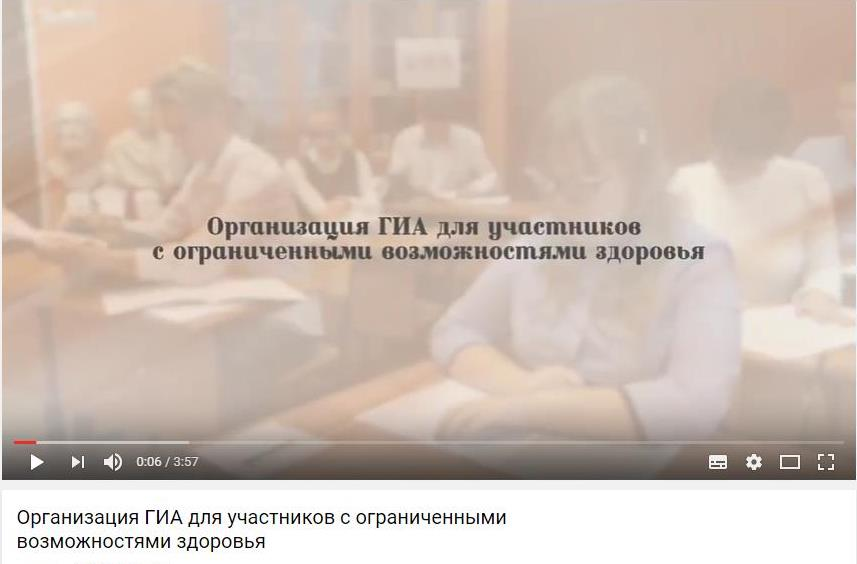 Организация ГИА для участников
с ограниченными возможностями здоровья
0:06 / 3:57
Организация ГИА для участников с ограниченными
возможностями здоровья